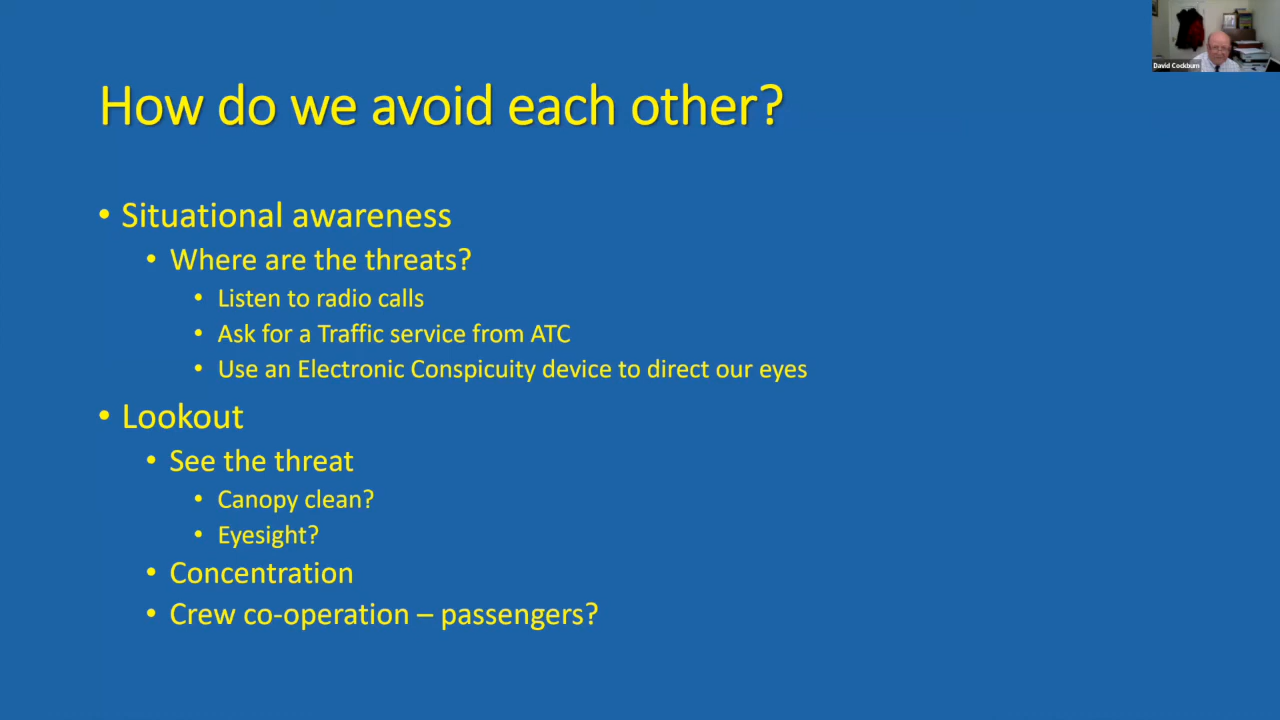 David Cockburn
How do we avoid each other?
• Situational awareness
• Where are the threats?
• Listen to radio calls
• Ask for a Traffic service from ATC
• Use an Electronic Conspicuity device to direct our eyes
• Lookout
• See the threat
• Canopy clean?
• Eyesight?
• Concentration
• Crew co-operation – passengers?